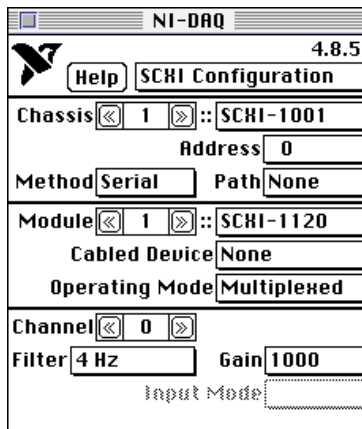 NI-DAQ
4.8.5
Help SCXI Configuration
Chassis « 1 » :: SCXI-1001
Address 0
Method Serial Path None
Module « 1 » :: SCXI-1120
Cabled Device None
Operating Mode Multiplexed
Channel « 0 »
Filter 4 Hz Gain 1000
Input Mode